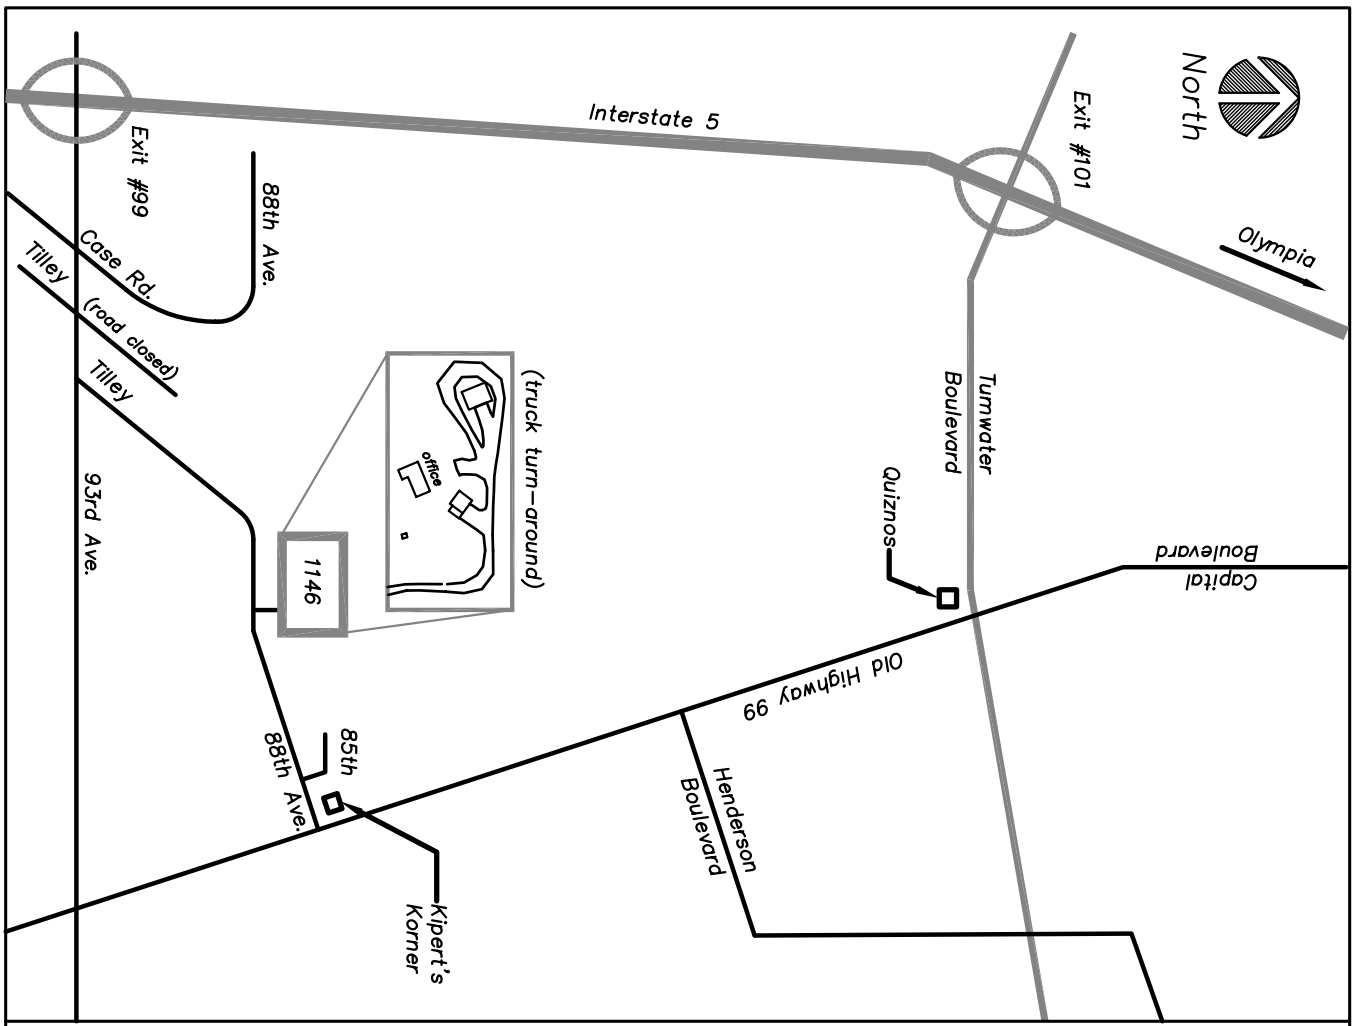 North
Exit #101
Olympia
Interstate 5
Exit #99
88th Ave.
Case Rd.
Tilley
(road closed)
Tilley
93rd Ave.
(truck turn-around)
office
1146
Tumwater
Boulevard
Quiznos
Capital
Boulevard
Old Highway 99
Henderson
Boulevard
85th
88th Ave.
Kipert's
Korner